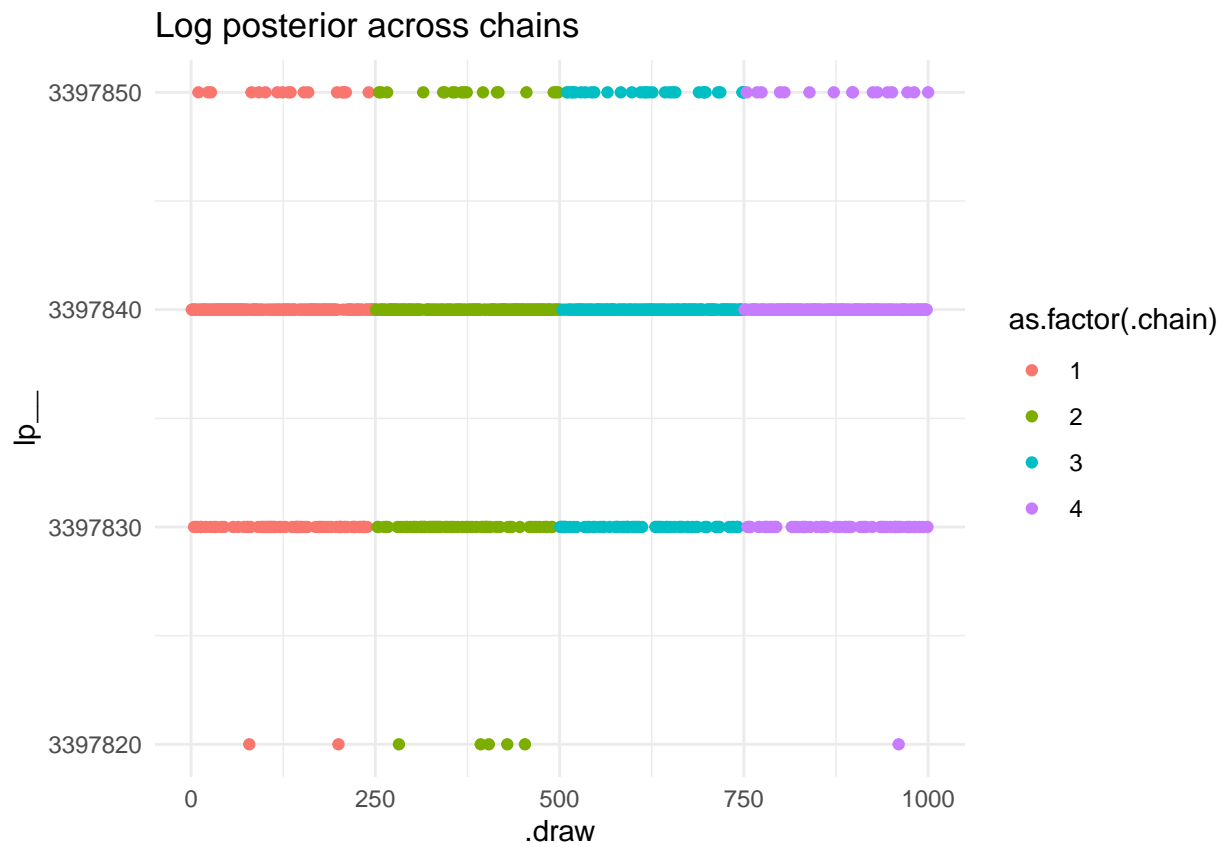 Log posterior across chains
3397850
3397840
3397830
3397820
lp__
0 250 500 750 1000
.draw
as.factor(.chain)
1
2
3
4